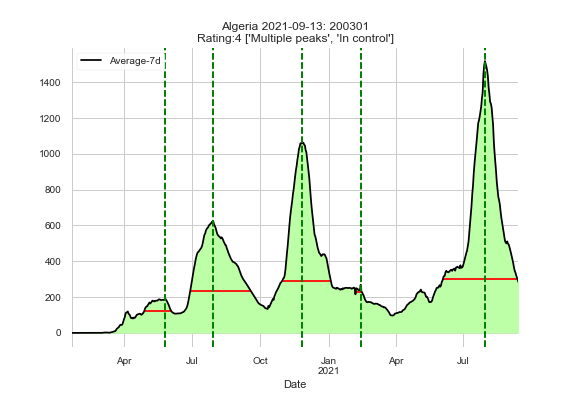 Algeria 2021-09-13: 200301
Rating:4 ['Multiple peaks', 'In control']
Average-7d
1400
1200
1000
800
600
400
200
0
Apr Jul Oct Jan Apr Jul
2021
Date